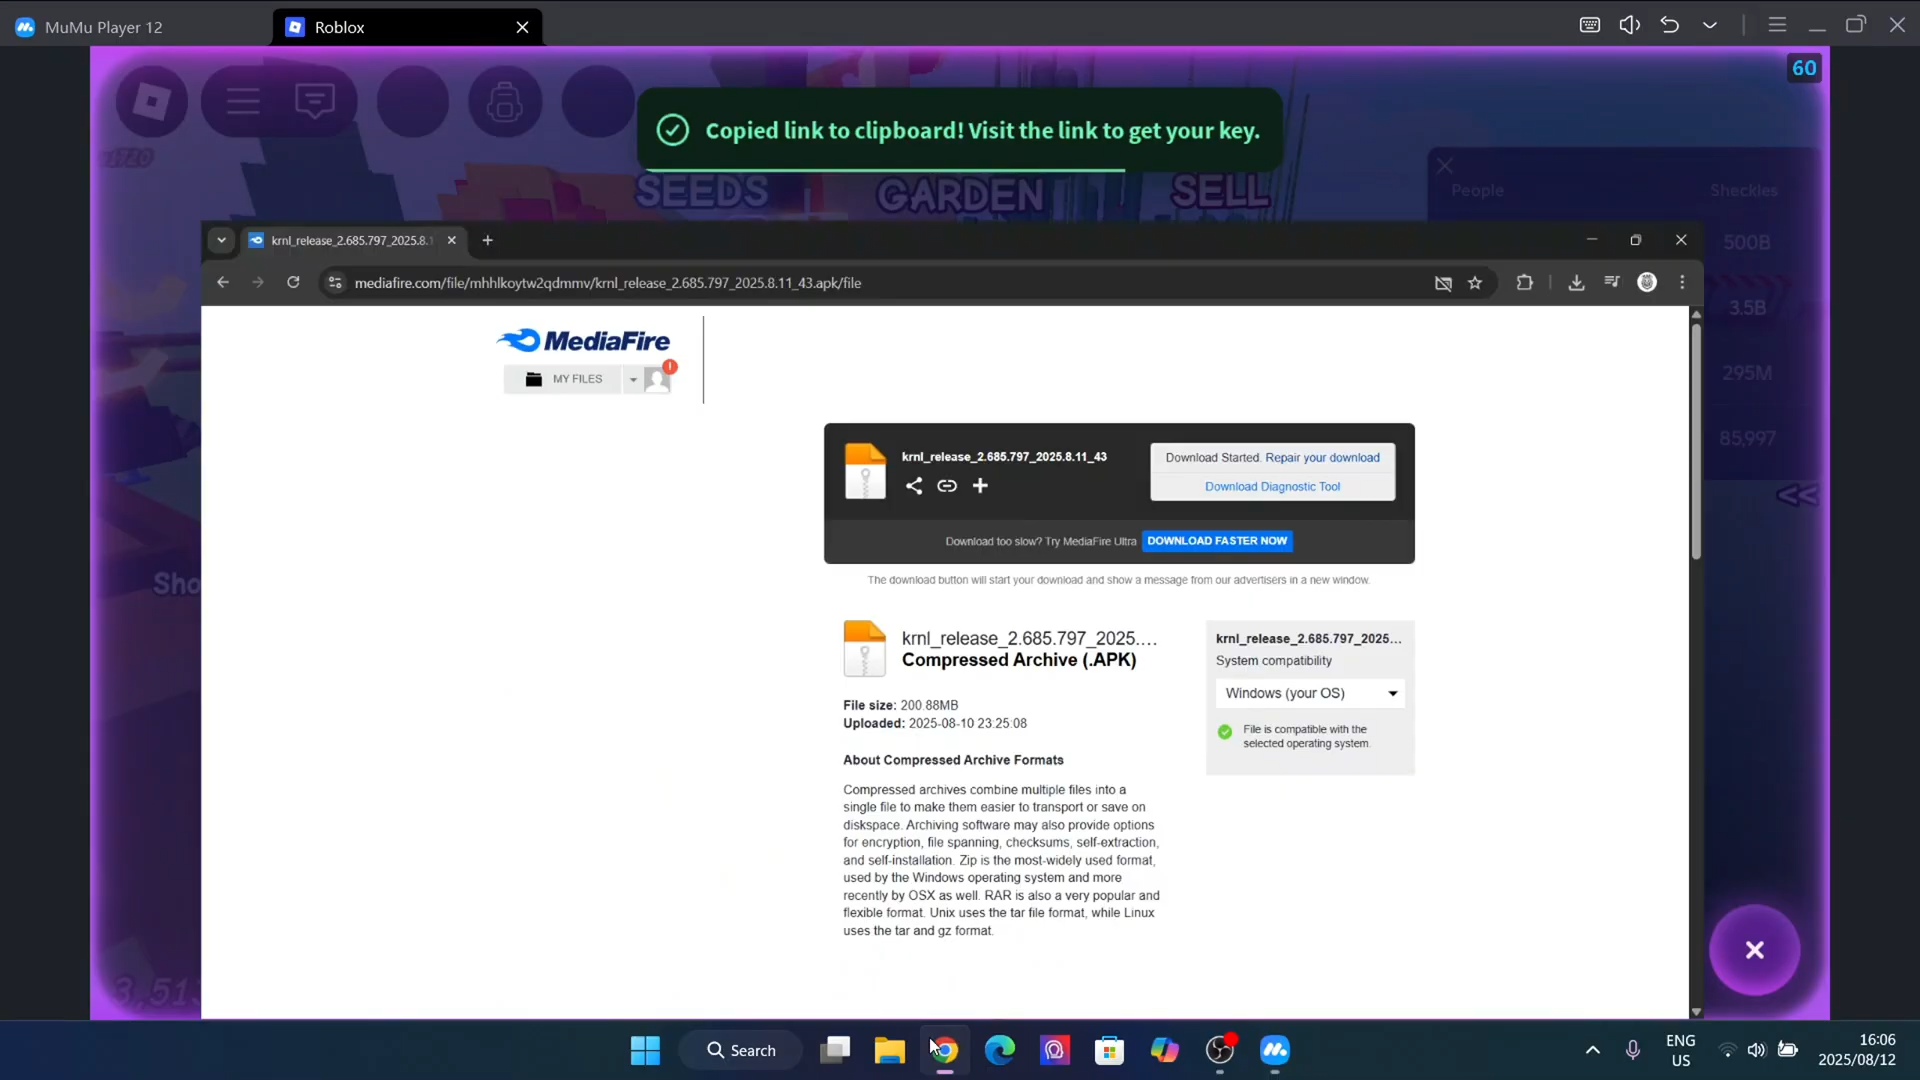 MuMu Player 12
Roblox
60
Copied link to clipboard! Visit the link to get your key.
1720
SEEDS
GARDEN
SELL
People
Sheckles
500B
3.5B
295M
85,997
<<
Sho
3,513
krnl_release_2.685.797_2025.8.1
mediafire.com/file/mhhlkoytw2qdmmv/krnl_release_2.685.797_2025.8.11_43.apk/file
MediaFire
MY FILES
!
krnl_release_2.685.797_2025.8.11_43
Download Started. Repair your download
Download Diagnostic Tool
Download too slow? Try MediaFire Ultra DOWNLOAD FASTER NOW
The download button will start your download and show a message from our advertisers in a new window.
krnl_release_2.685.797_2025....
Compressed Archive (.APK)
File size: 200.88MB
Uploaded: 2025-08-10 23:25:08
About Compressed Archive Formats
Compressed archives combine multiple files into a
single file to make them easier to transport or save on
diskspace. Archiving software may also provide options
for encryption, file spanning, checksums, self-extraction,
and self-installation. Zip is the most-widely used format,
used by the Windows operating system and more
recently by OSX as well. RAR is also a very popular and
flexible format. Unix uses the tar file format, while Linux
uses the tar and gz format.
krnl_release_2.685.797_2025...
System compatibility
Windows (your OS)
File is compatible with the
selected operating system.
Search
ENG
US
16:06
2025/08/12